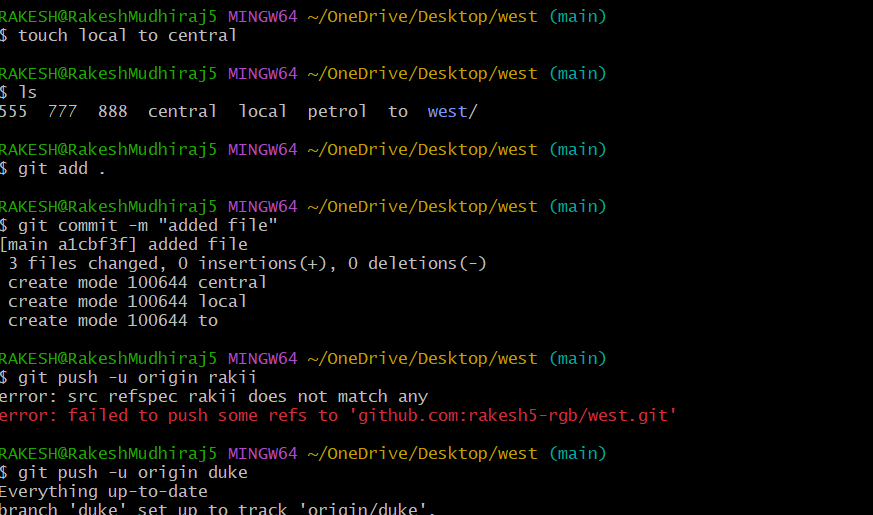 RAKESH@RakeshMudhiraj5 MINGW64 ~/OneDrive/Desktop/west (main)
$ touch local to central
RAKESH@RakeshMudhiraj5 MINGW64 ~/OneDrive/Desktop/west (main)
$ ls
555  777  888  central  local  petrol  to  west/
RAKESH@RakeshMudhiraj5 MINGW64 ~/OneDrive/Desktop/west (main)
$ git add .
RAKESH@RakeshMudhiraj5 MINGW64 ~/OneDrive/Desktop/west (main)
$ git commit -m "added file"
[main a1cbf3f] added file
 3 files changed, 0 insertions(+), 0 deletions(-)
 create mode 100644 central
 create mode 100644 local
 create mode 100644 to
RAKESH@RakeshMudhiraj5 MINGW64 ~/OneDrive/Desktop/west (main)
$ git push -u origin rakii
error: src refspec rakii does not match any
error: failed to push some refs to 'github.com:rakesh5-rgb/west.git'
RAKESH@RakeshMudhiraj5 MINGW64 ~/OneDrive/Desktop/west (main)
$ git push -u origin duke
Everything up-to-date
branch 'duke' set up to track 'origin/duke'.